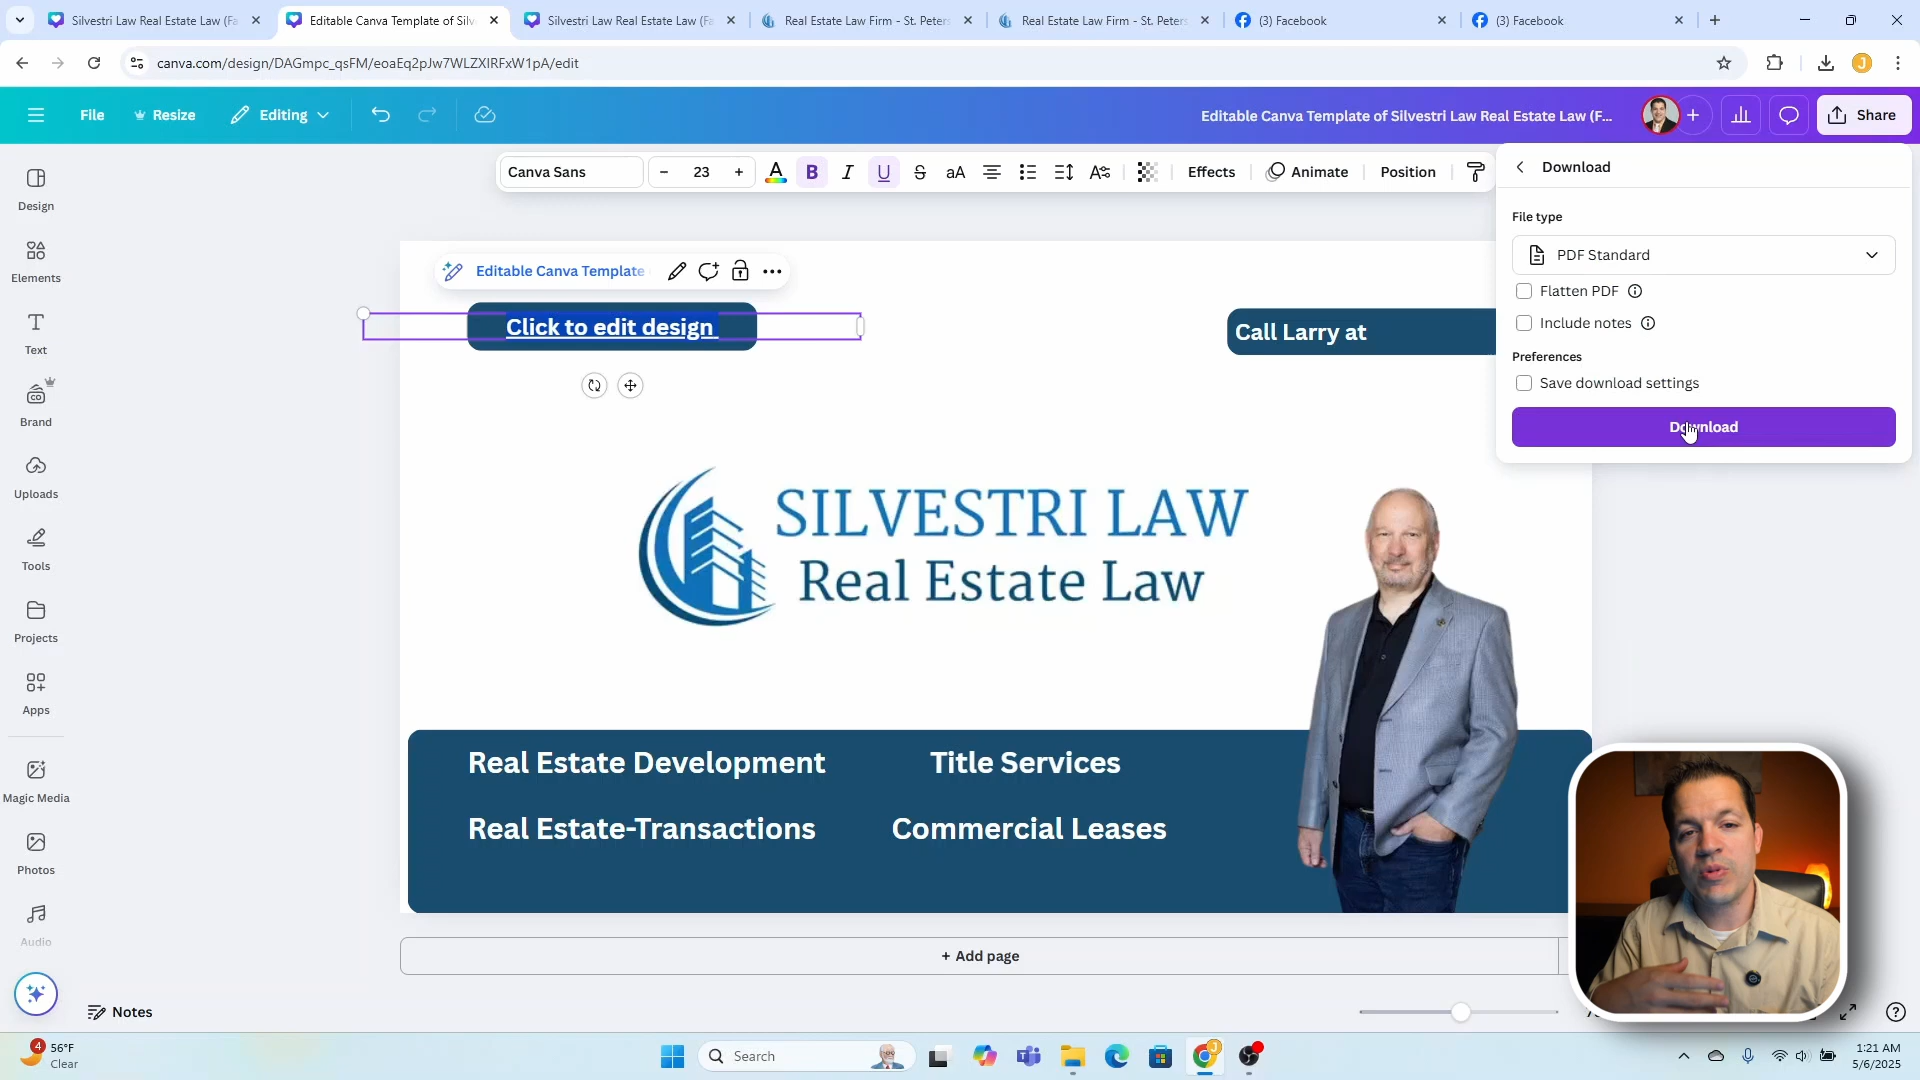 Silvestri Law Real Estate Law (Fa
Editable Canva Template of Silv
Silvestri Law Real Estate Law (Fa
Real Estate Law Firm - St. Peters
Real Estate Law Firm - St. Peters
(3) Facebook
(3) Facebook
canva.com/design/DAGmpc_qsFM/eoaEq2pJw7WLZXIRFxW1pA/edit
J
File
Resize
Editing
Editable Canva Template of Silvestri Law Real Estate Law (F...
Share
Design
Elements
Text
Brand
Uploads
Tools
Projects
Apps
Magic Media
Photos
Audio
Canva Sans
– 23 +
A
B
I
U
S
aA
Effects
Animate
Position
Download
File type
PDF Standard
Flatten PDF
Include notes
Preferences
Save download settings
Download
Editable Canva Template
Click to edit design
Call Larry at
SILVESTRI LAW
Real Estate Law
Real Estate Development
Title Services
Real Estate-Transactions
Commercial Leases
+ Add page
Notes
4
56°F
Clear
Search
1:21 AM
5/6/2025